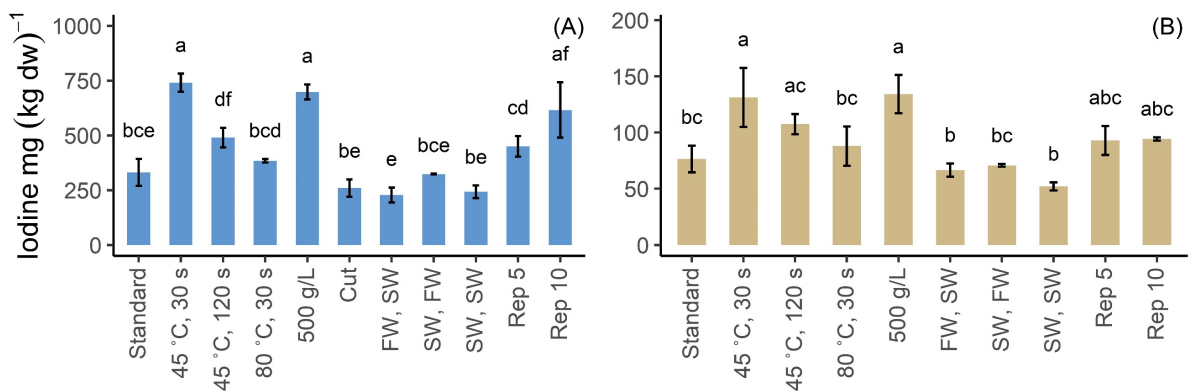 Iodine mg (kg dw)⁻¹
(A)
1000
750
500
250
0
bce
a
df
bcd
a
be
e
bce
be
cd
af
Standard
45 °C, 30 s
45 °C, 120 s
80 °C, 30 s
500 g/L
Cut
FW, SW
SW, FW
SW, SW
Rep 5
Rep 10
(B)
200
150
100
50
0
bc
a
ac
bc
a
b
bc
b
abc
abc
Standard
45 °C, 30 s
45 °C, 120 s
80 °C, 30 s
500 g/L
FW, SW
SW, FW
SW, SW
Rep 5
Rep 10